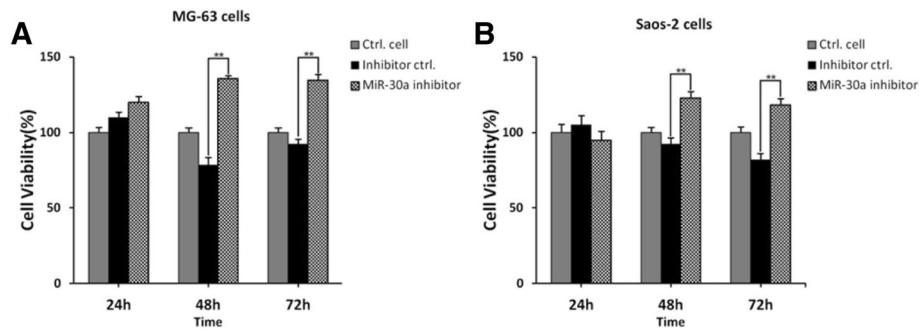 A
MG-63 cells
Cell Viability(%)
150
100
50
0
**
**
24h
48h
72h
Time
Ctrl. cell
Inhibitor ctrl.
MiR-30a inhibitor
B
Saos-2 cells
Cell Viability(%)
150
100
50
0
**
**
24h
48h
72h
Time
Ctrl. cell
Inhibitor ctrl.
MiR-30a inhibitor